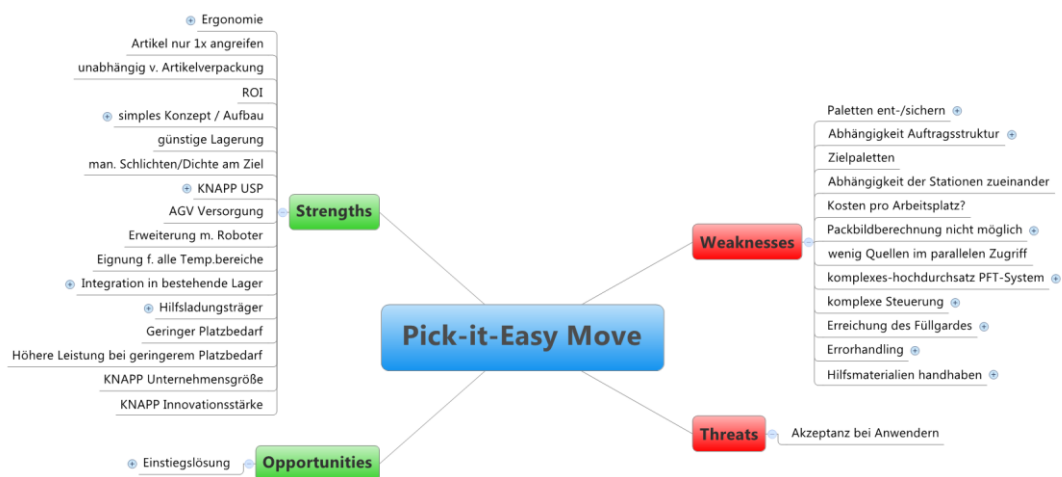 Ergonomie
Artikel nur 1x angreifen
unabhängig v. Artikelverpackung
ROI
simples Konzept / Aufbau
günstige Lagerung
man. Schlichten/Dichte am Ziel
KNAPP USP
AGV Versorgung
Erweiterung m. Roboter
Eignung f. alle Temp.bereiche
Integration in bestehende Lager
Hilfsladungsträger
Geringer Platzbedarf
Höhere Leistung bei geringerem Platzbedarf
KNAPP Unternehmensgröße
KNAPP Innovationsstärke
Strengths
Einstiegslösung
Opportunities
Pick-it-Easy Move
Weaknesses
Paletten ent-/sichern
Abhängigkeit Auftragsstruktur
Zielpaletten
Abhängigkeit der Stationen zueinander
Kosten pro Arbeitsplatz?
Packbildberechnung nicht möglich
wenig Quellen im parallelen Zugriff
komplexes-hochdurchsatz PFT-System
komplexe Steuerung
Erreichung des Füllgardes
Errorhandling
Hilfsmaterialien handhaben
Threats
Akzeptanz bei Anwendern